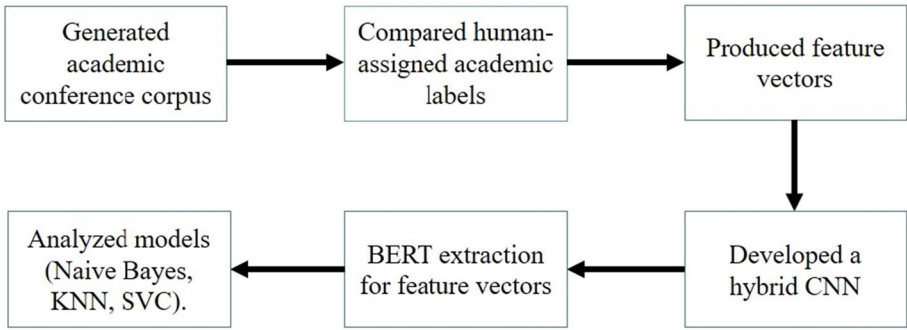 Generated
academic
conference corpus
Compared human-
assigned academic
labels
Produced feature
vectors
Developed a
hybrid CNN
BERT extraction
for feature vectors
Analyzed models
(Naive Bayes,
KNN, SVC).